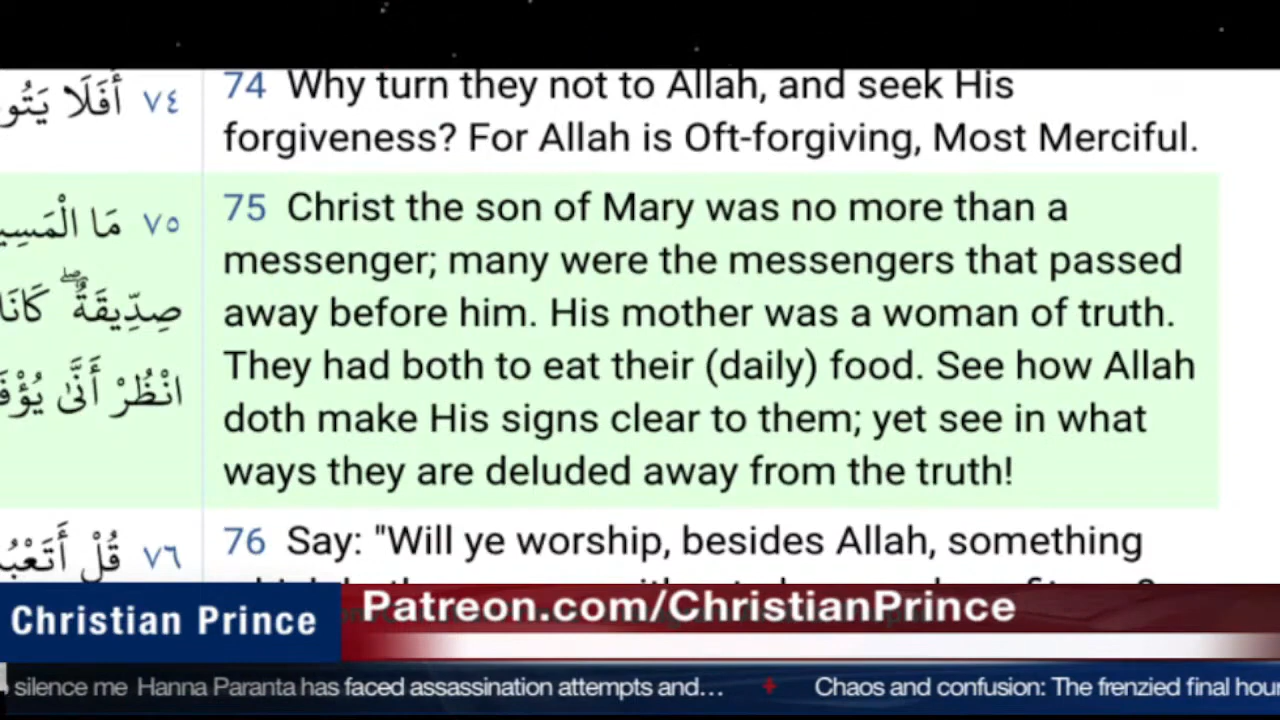 أَفَلَا
٧٤
74 Why turn they not to Allah, and seek His
forgiveness? For Allah is Oft-forgiving, Most Merciful.
مَا
٧٥
صِدِّيقَةٌ ۖ
انْظُرْ أَنَّىٰ
75 Christ the son of Mary was no more than a
messenger; many were the messengers that passed
away before him. His mother was a woman of truth.
They had both to eat their (daily) food. See how Allah
doth make His signs clear to them; yet see in what
ways they are deluded away from the truth!
قُلْ
٧٦
76 Say: "Will ye worship, besides Allah, something
Christian Prince
Patreon.com/ChristianPrince
silence me Hanna Paranta has faced assassination attempts and…
Chaos and confusion: The frenzied final